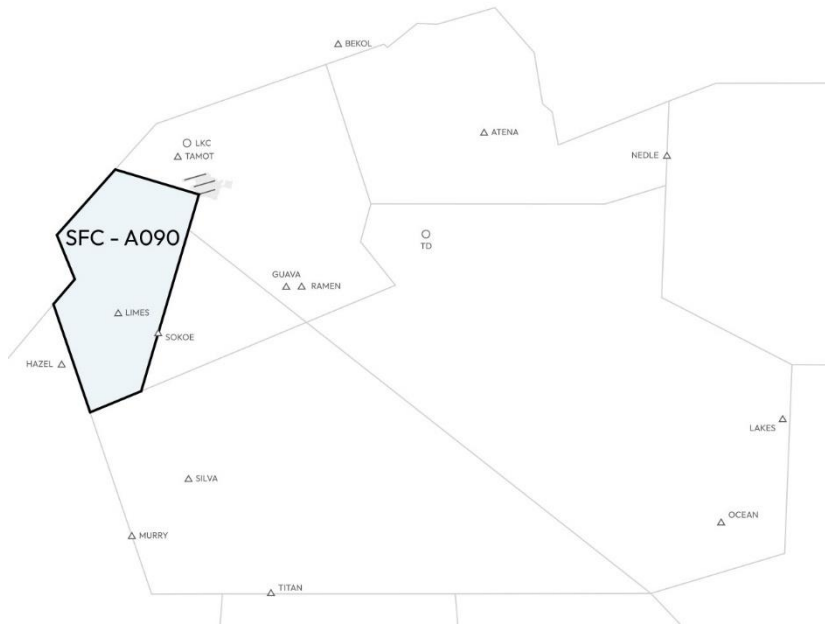 BEKOL
ATENA
LKC
TAMOT
NEDLE
SFC - A090
TD
GUAVA
RAMEN
LIMES
SOKOE
HAZEL
LAKES
SILVA
OCEAN
MURRY
TITAN